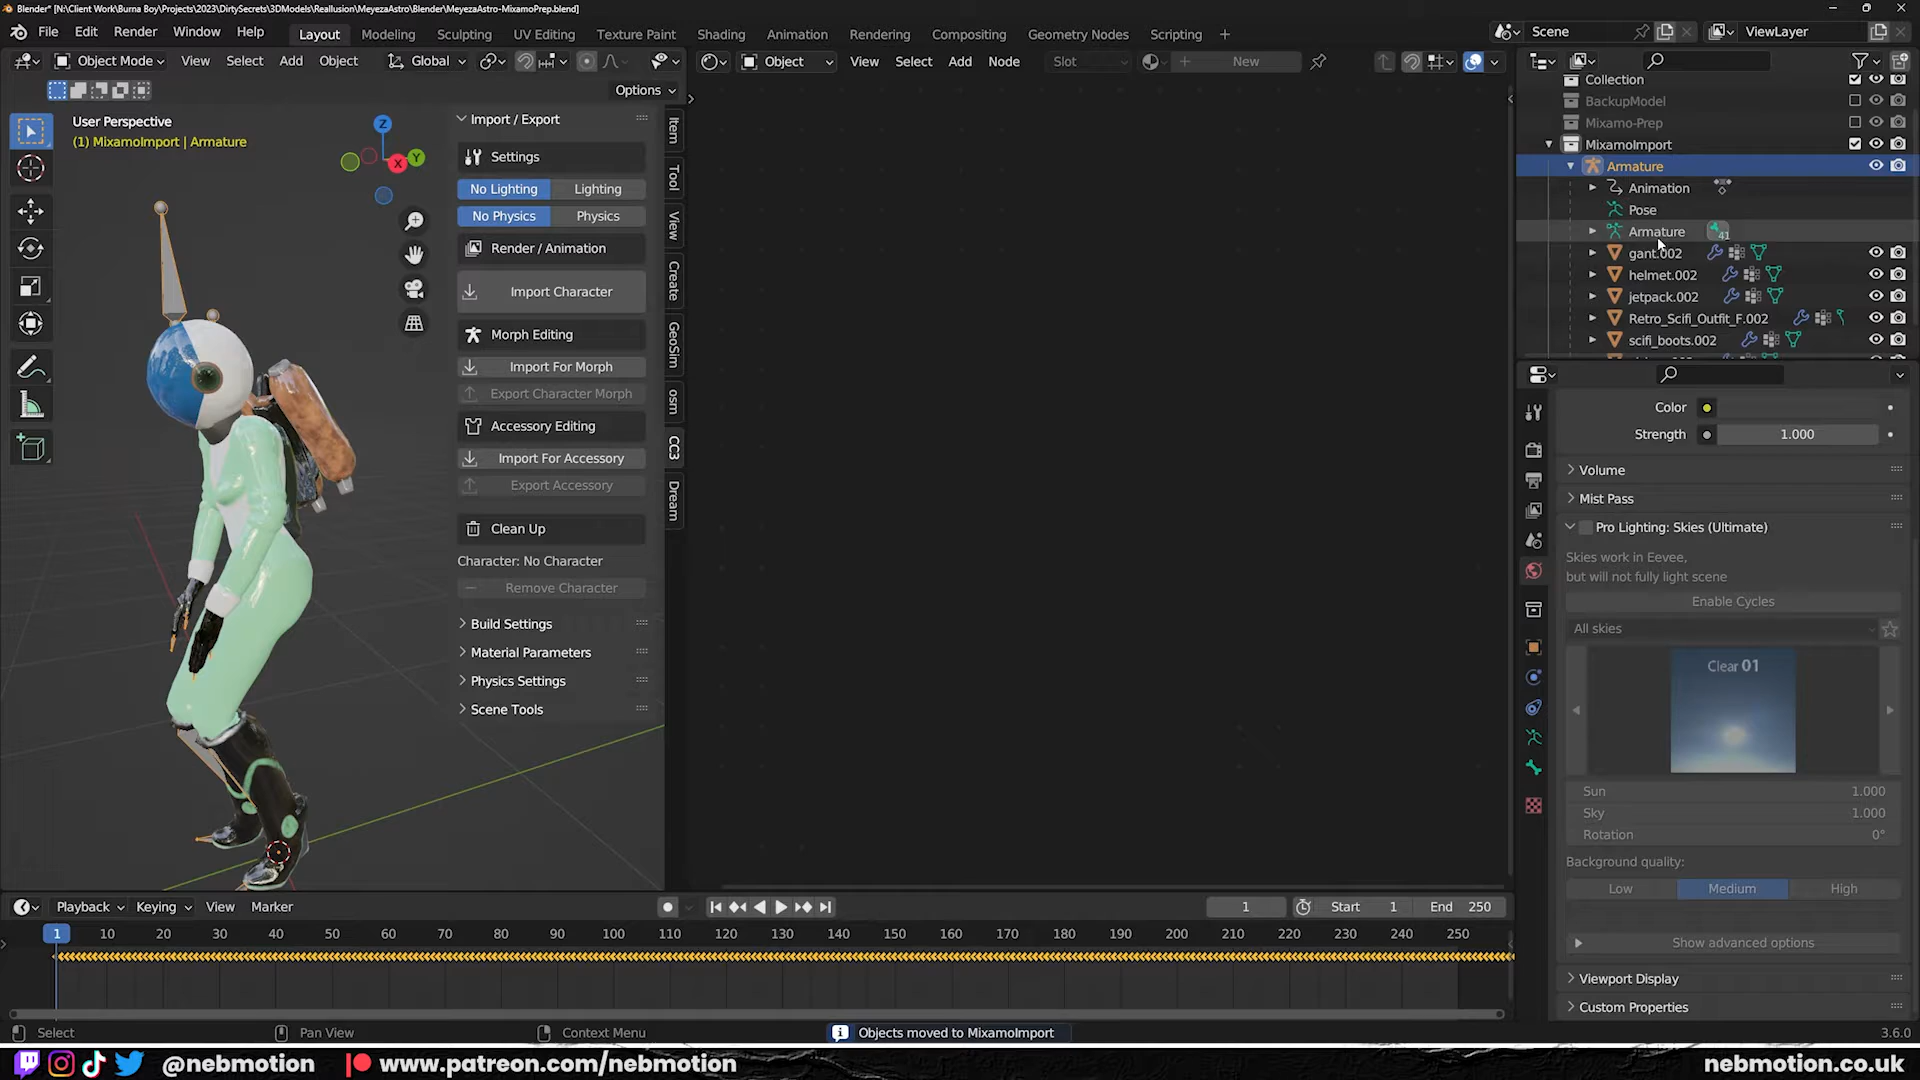 Blender* [N:\Client Work\Burna Boy\Projects\2023\DirtySecrets\3DModels\Reallusion\MeyezaAstro\Blender\MeyezaAstro-MixamoPrep.blend]
File Edit Render Window Help Layout Modeling Sculpting UV Editing Texture Paint Shading Animation Rendering Compositing Geometry Nodes Scripting + Scene ViewLayer
Object Mode View Select Add Object Global Object View Select Add Node Slot New
Options
User Perspective
(1) MixamoImport | Armature
Z
X
Y
Import / Export
Settings
No Lighting Lighting
No Physics Physics
Render / Animation
Import Character
Morph Editing
Import For Morph
Export Character Morph
Accessory Editing
Import For Accessory
Export Accessory
Clean Up
Character: No Character
Remove Character
Build Settings
Material Parameters
Physics Settings
Scene Tools
Item
Tool
View
Create
GeoSim
osm
CC3
Dream
Collection
BackupModel
Mixamo-Prep
MixamoImport
Armature
Animation
Pose
Armature 41
gant.002
helmet.002
jetpack.002
Retro_Scifi_Outfit_F.002
scifi_boots.002
Color
Strength 1.000
Volume
Mist Pass
Pro Lighting: Skies (Ultimate)
Skies work in Eevee,
but will not fully light scene
Enable Cycles
All skies
Clear 01
Sun 1.000
Sky 1.000
Rotation 0°
Background quality:
Low Medium High
Show advanced options
Viewport Display
Custom Properties
Playback Keying View Marker 1 Start 1 End 250
1 10 20 30 40 50 60 70 80 90 100 110 120 130 140 150 160 170 180 190 200 210 220 230 240 250
Select Pan View Context Menu Objects moved to MixamoImport 3.6.0
@nebmotion www.patreon.com/nebmotion nebmotion.co.uk